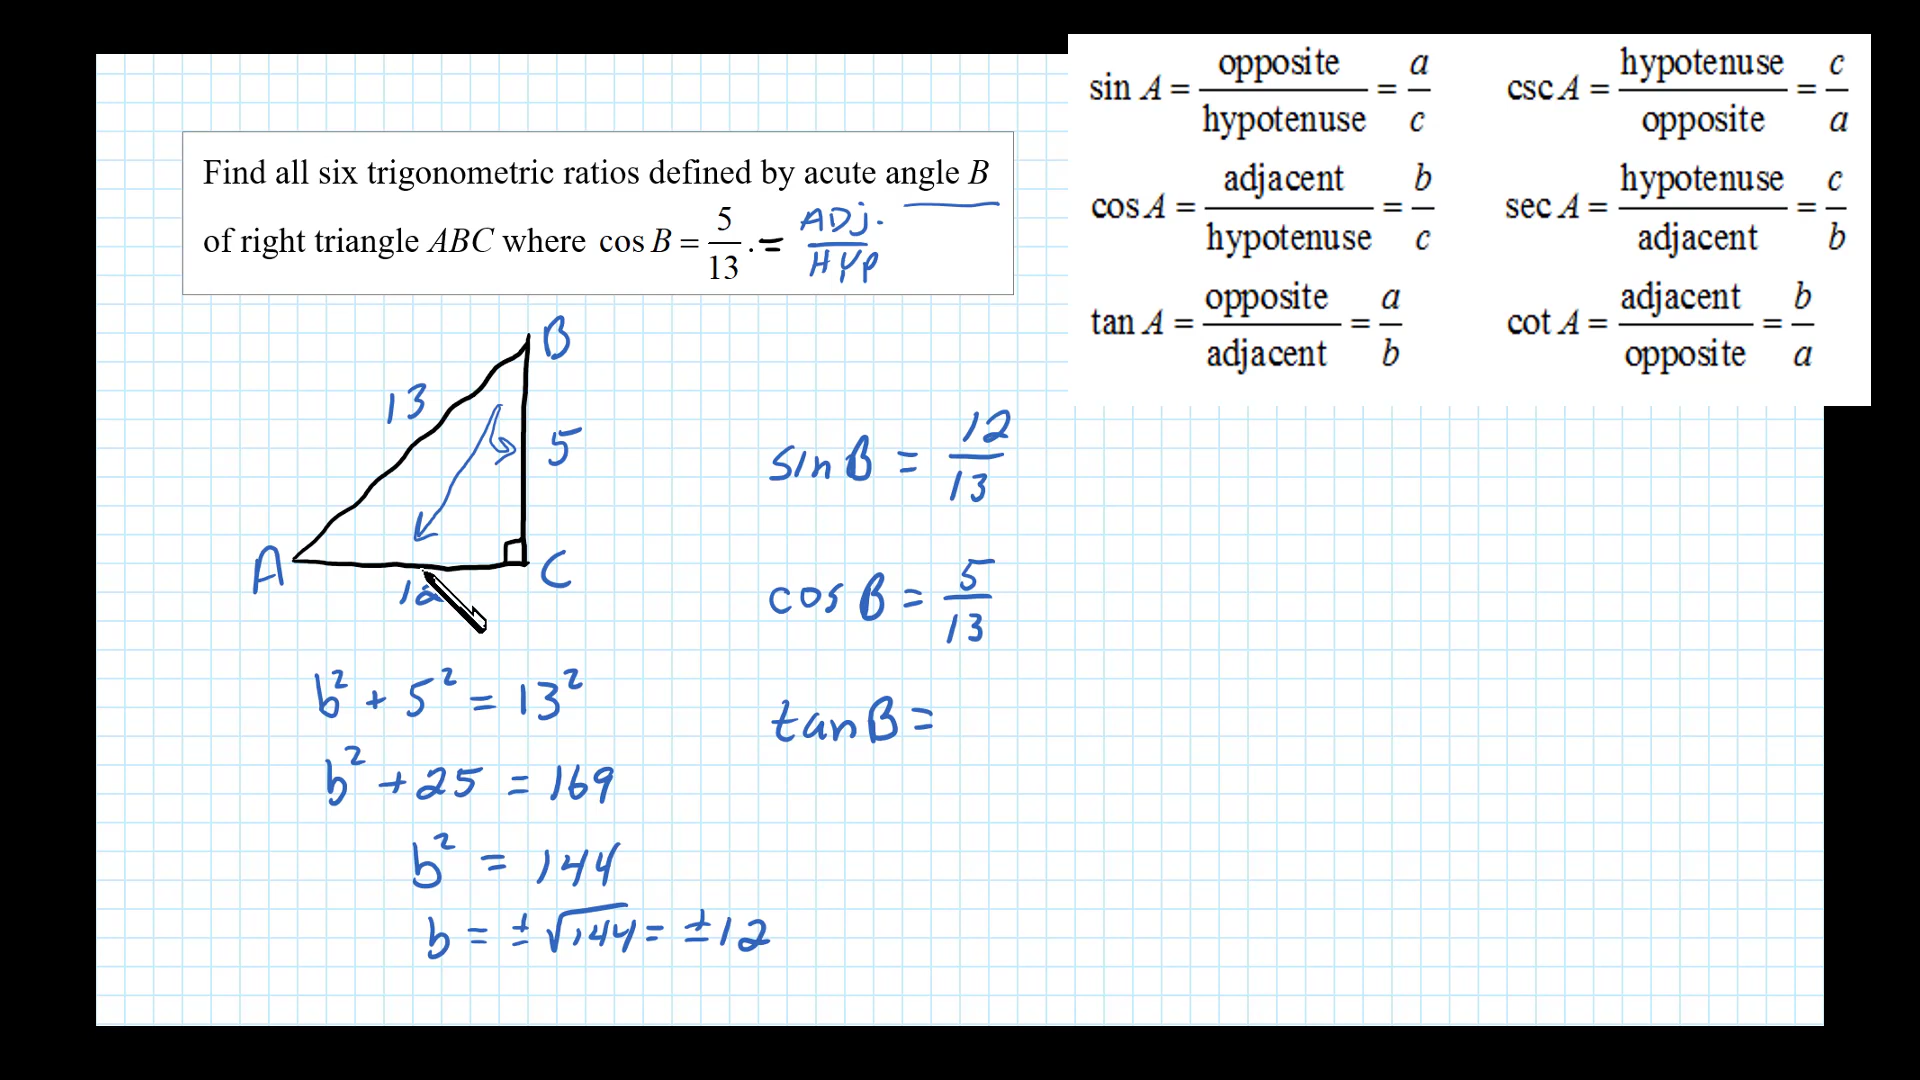 Find all six trigonometric ratios defined by acute angle B
of right triangle ABC where cos B = 5/13 . = ADj./HYP
sin A = opposite/hypotenuse = a/c
csc A = hypotenuse/opposite = c/a
cos A = adjacent/hypotenuse = b/c
sec A = hypotenuse/adjacent = c/b
tan A = opposite/adjacent = a/b
cot A = adjacent/opposite = b/a
B
13
5
A
C
12
b² + 5² = 13²
b² + 25 = 169
b² = 144
b = ± √144 = ±12
sin B = 12/13
cos B = 5/13
tan B =